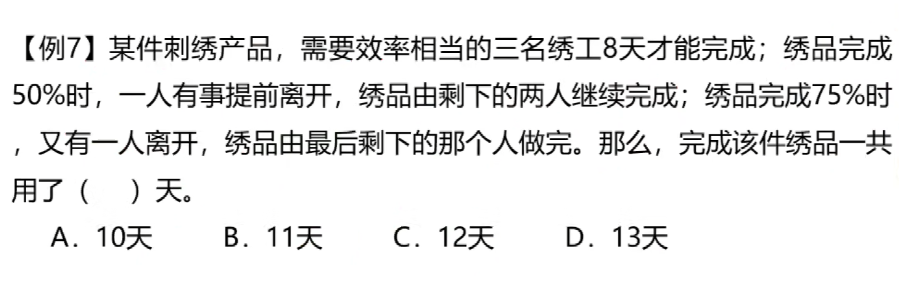 【例7】某件刺绣产品，需要效率相当的三名绣工8天才能完成；绣品完成
50%时，一人有事提前离开，绣品由剩下的两人继续完成；绣品完成75%时
，又有一人离开，绣品由最后剩下的那个人做完。那么，完成该件绣品一共
用了（　）天。
A．10天　B．11天　C．12天　D．13天